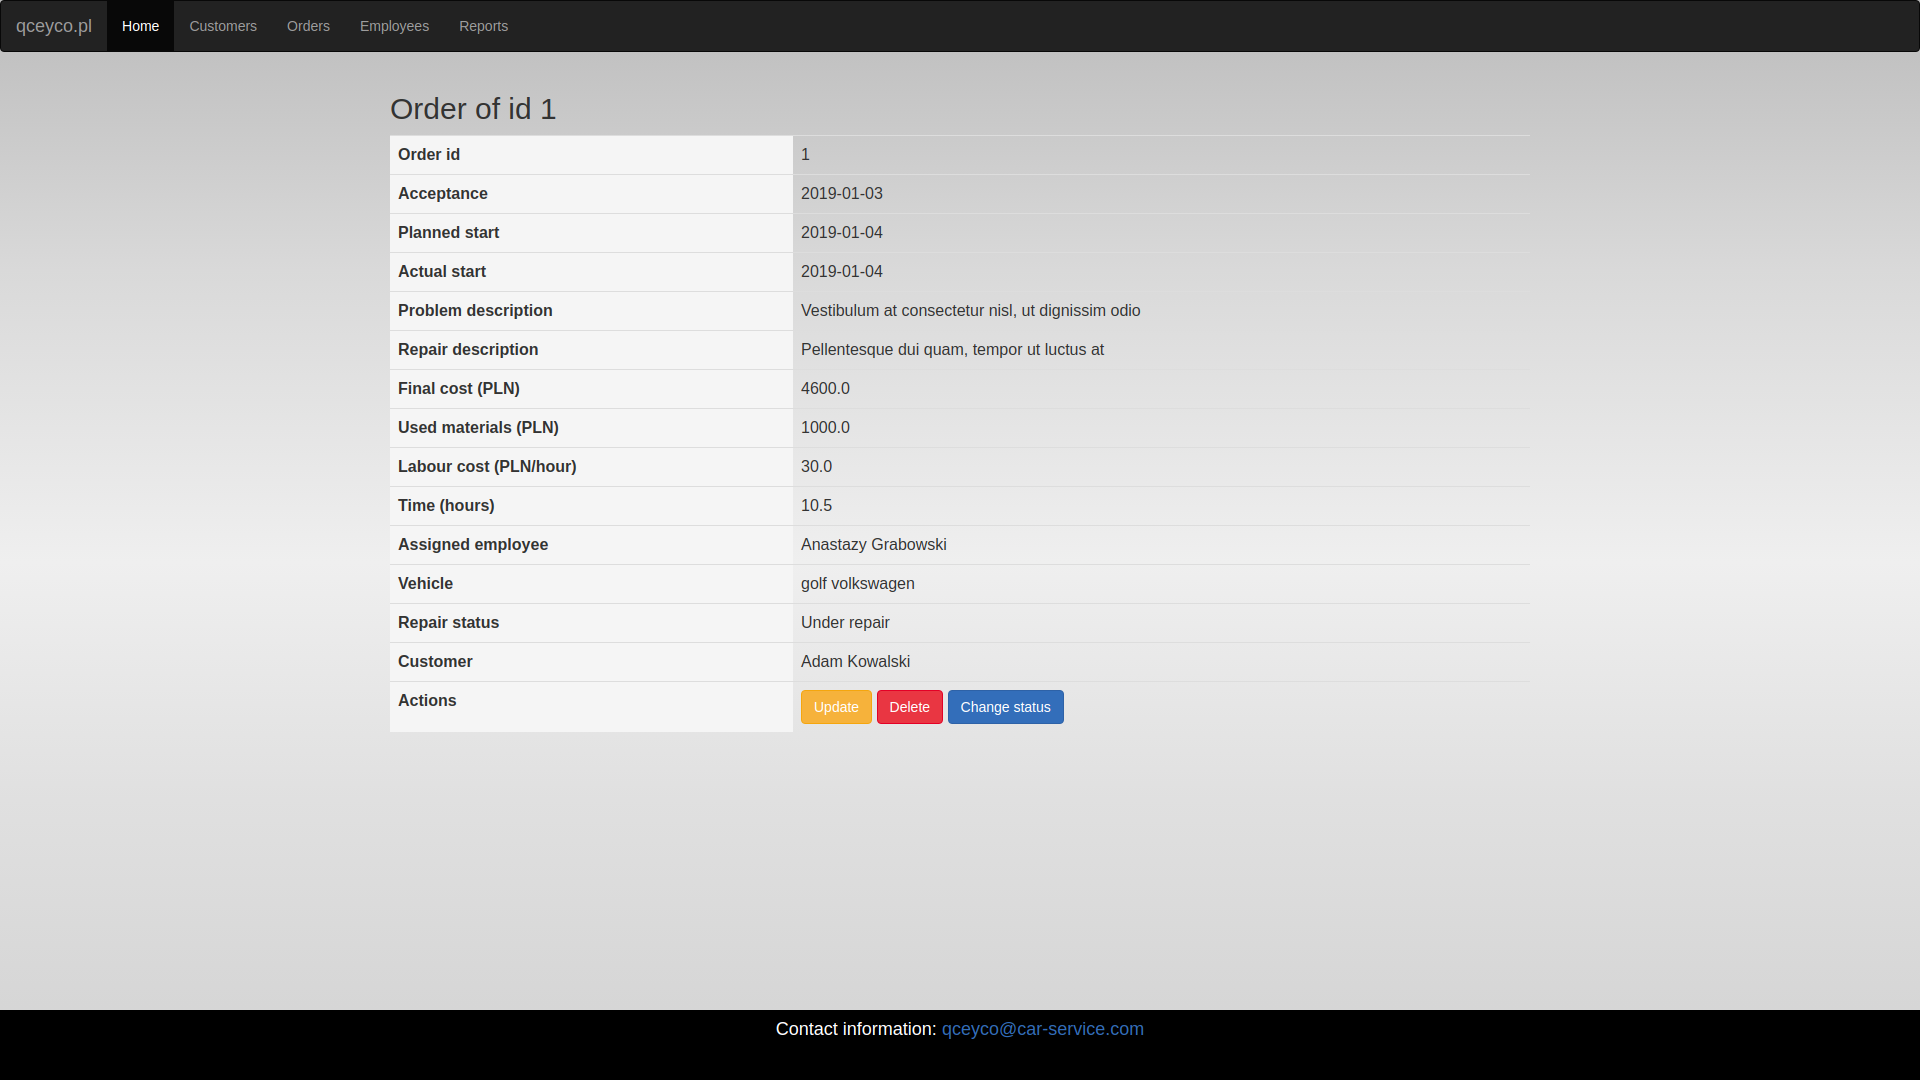 qceyco.pl Home Customers Orders Employees Reports
Order of id 1
Order id 1
Acceptance 2019-01-03
Planned start 2019-01-04
Actual start 2019-01-04
Problem description Vestibulum at consectetur nisl, ut dignissim odio
Repair description Pellentesque dui quam, tempor ut luctus at
Final cost (PLN) 4600.0
Used materials (PLN) 1000.0
Labour cost (PLN/hour) 30.0
Time (hours) 10.5
Assigned employee Anastazy Grabowski
Vehicle golf volkswagen
Repair status Under repair
Customer Adam Kowalski
Actions Update Delete Change status
Contact information: qceyco@car-service.com